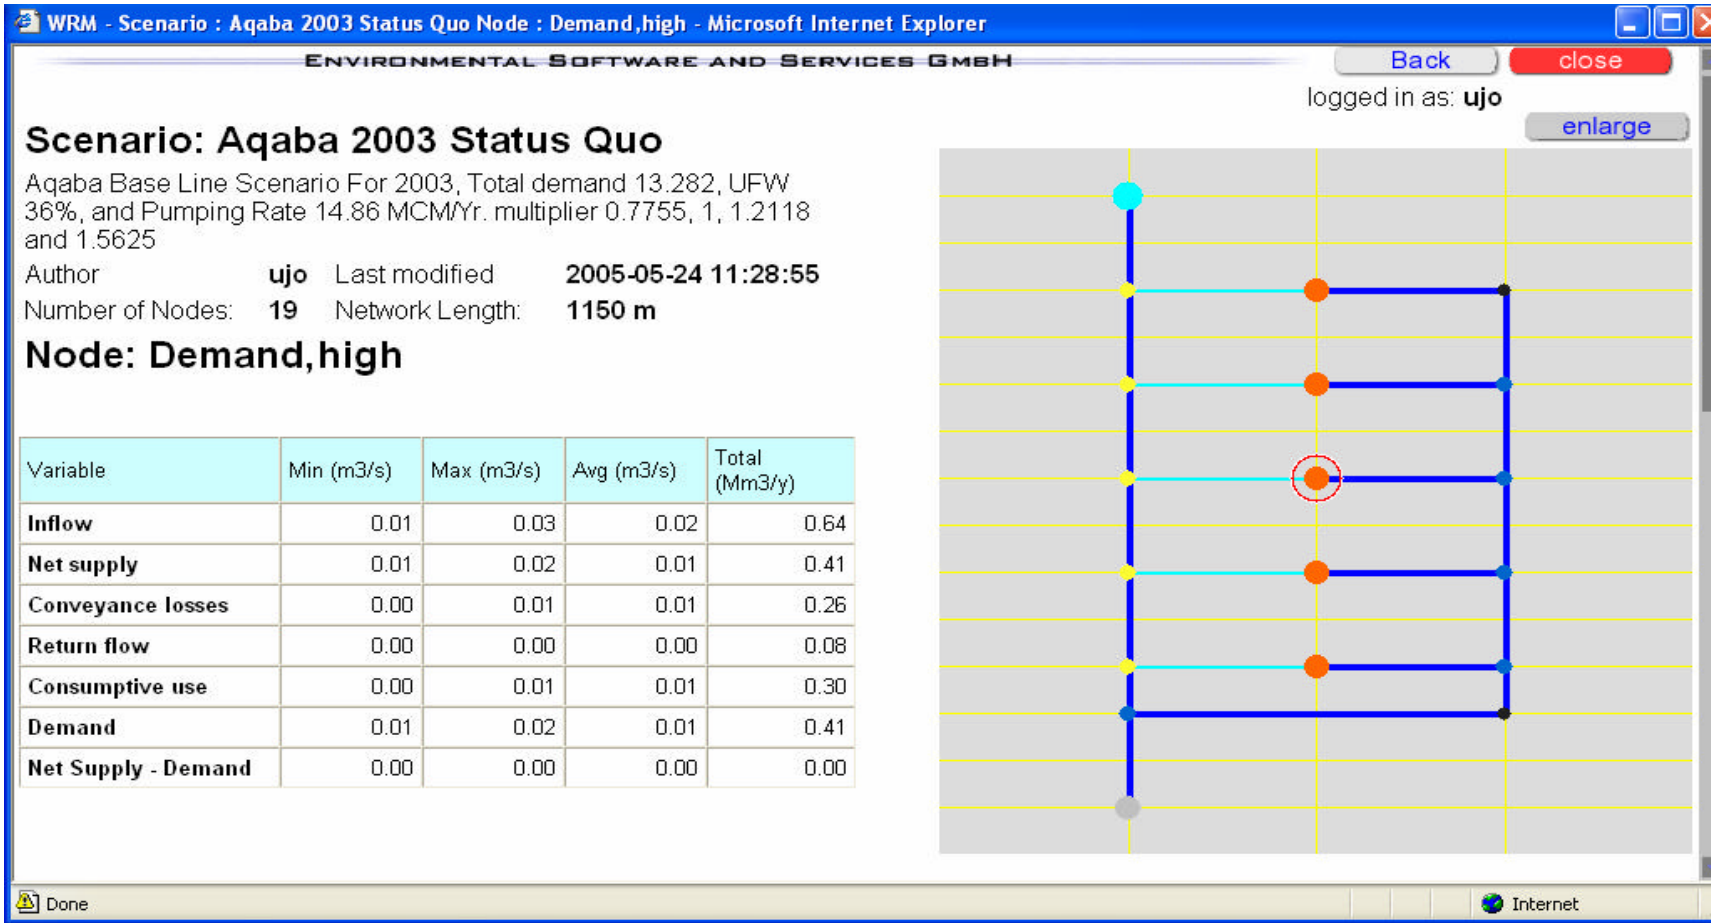 WRM - Scenario : Aqaba 2003 Status Quo Node : Demand,high - Microsoft Internet Explorer
ENVIRONMENTAL SOFTWARE AND SERVICES GMBH
Back
close
logged in as: ujo
enlarge
Scenario: Aqaba 2003 Status Quo
Aqaba Base Line Scenario For 2003, Total demand 13.282, UFW
36%, and Pumping Rate 14.86 MCM/Yr. multiplier 0.7755, 1, 1.2118
and 1.5625
Author ujo Last modified 2005-05-24 11:28:55
Number of Nodes: 19 Network Length: 1150 m
Node: Demand,high
Variable Min (m3/s) Max (m3/s) Avg (m3/s) Total
(Mm3/y)
Inflow 0.01 0.03 0.02 0.64
Net supply 0.01 0.02 0.01 0.41
Conveyance losses 0.00 0.01 0.01 0.26
Return flow 0.00 0.00 0.00 0.08
Consumptive use 0.00 0.01 0.01 0.30
Demand 0.01 0.02 0.01 0.41
Net Supply - Demand 0.00 0.00 0.00 0.00
Done
Internet